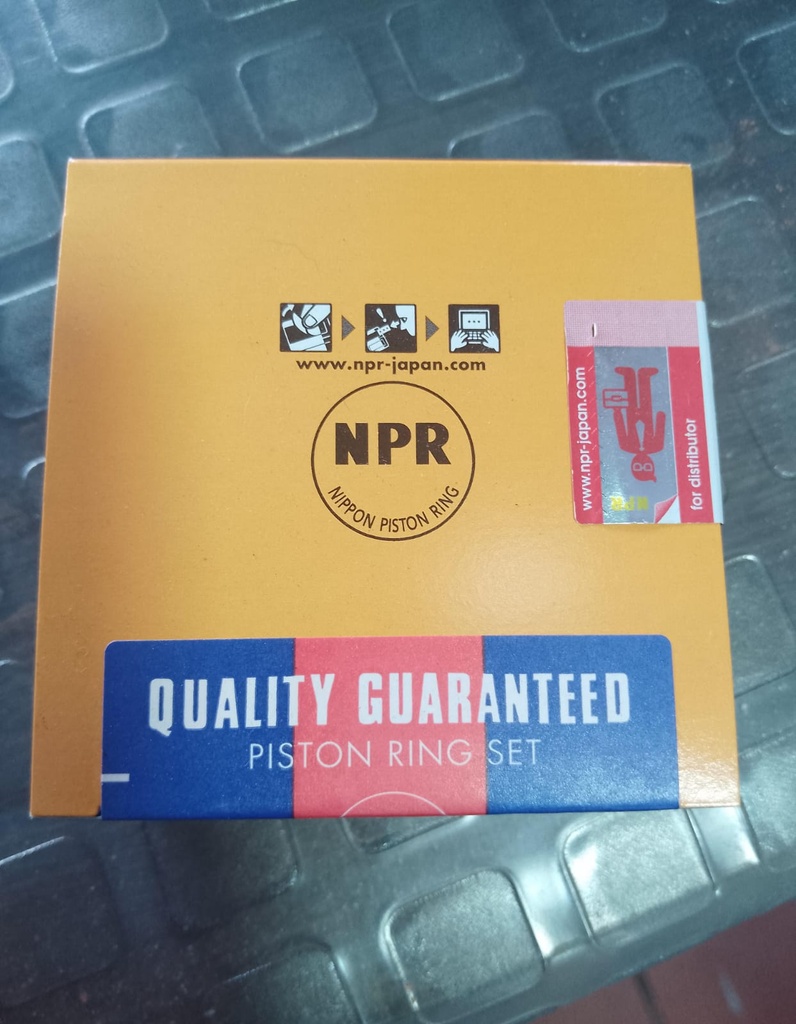 www.npr-japan.com
NPR
NIPPON PISTON RING
www.npr-japan.com
NPR
for distributor
QUALITY GUARANTEED
PISTON RING SET